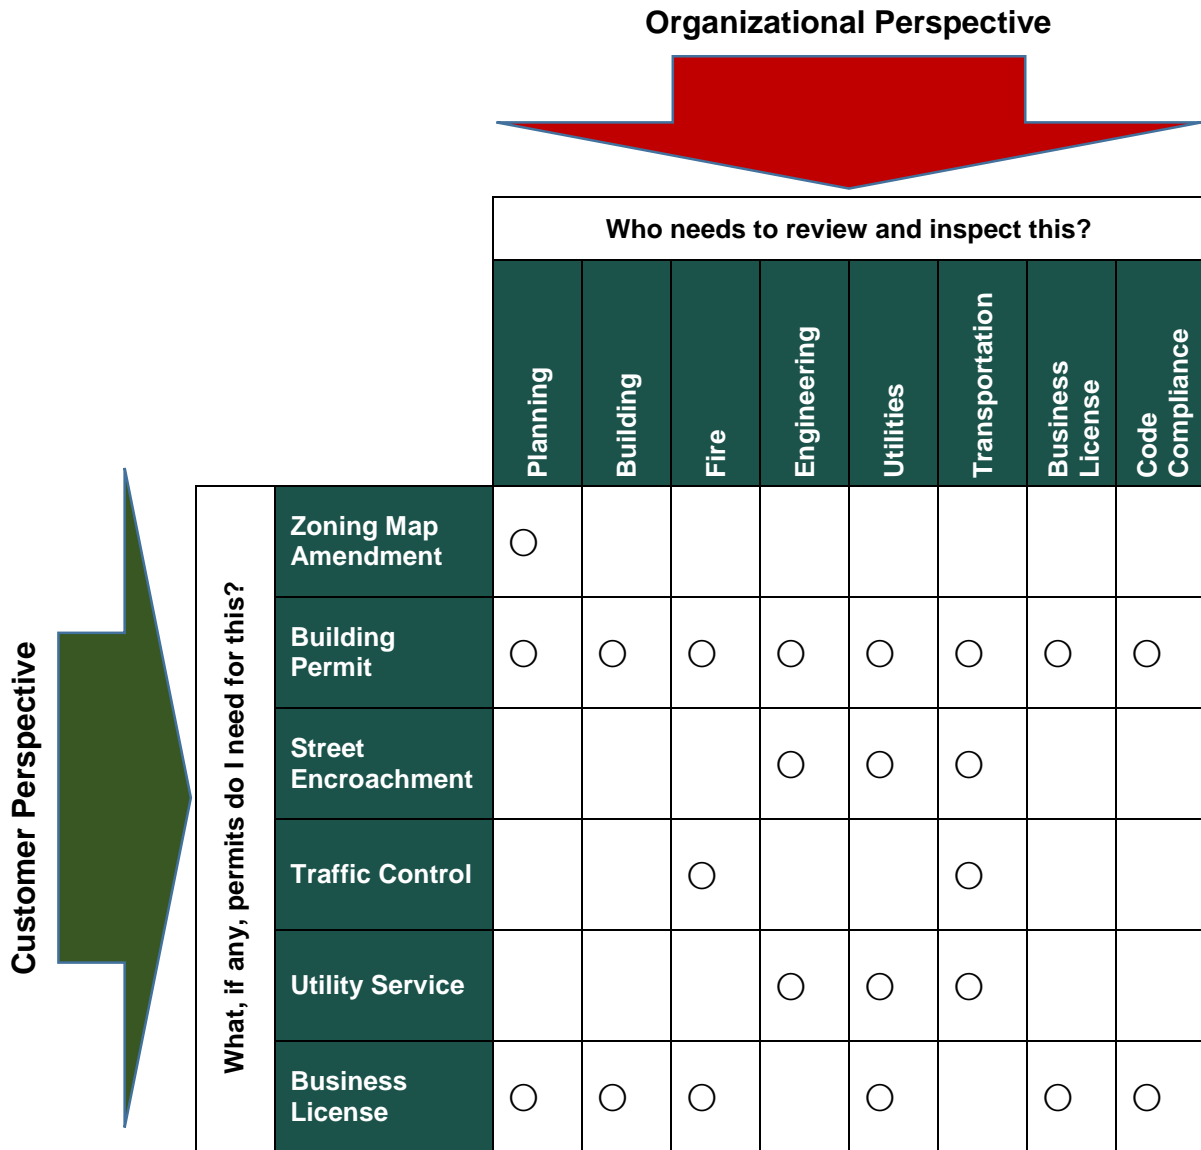 Organizational Perspective
Who needs to review and inspect this?
Planning
Building
Fire
Engineering
Utilities
Transportation
Business
License
Code
Compliance
Customer Perspective
What, if any, permits do I need for this?
Zoning Map
Amendment
Building
Permit
Street
Encroachment
Traffic Control
Utility Service
Business
License